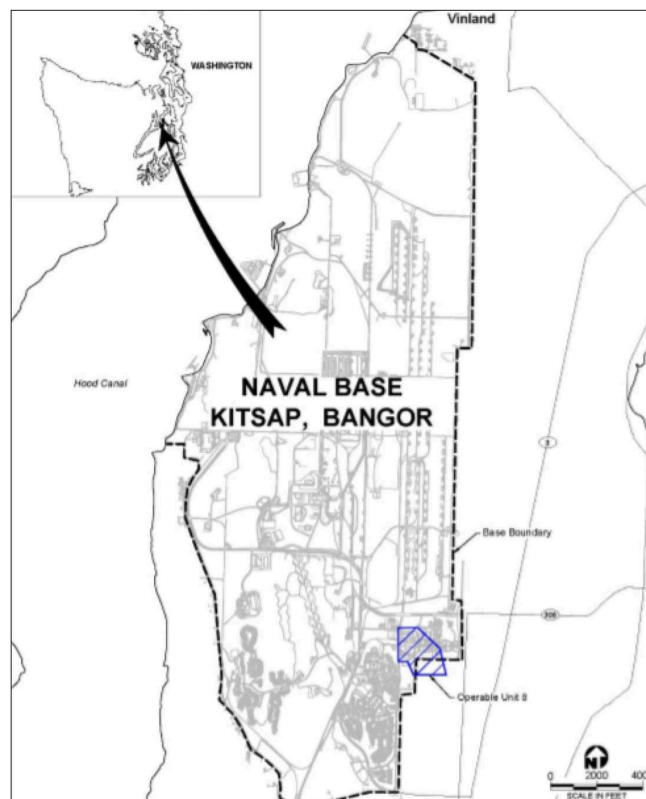 Vinland
WASHINGTON
NAVAL BASE
KITSAP, BANGOR
Hood Canal
3
Base Boundary
308
Operable Unit 8
N
0 2000 400
SCALE IN FEET